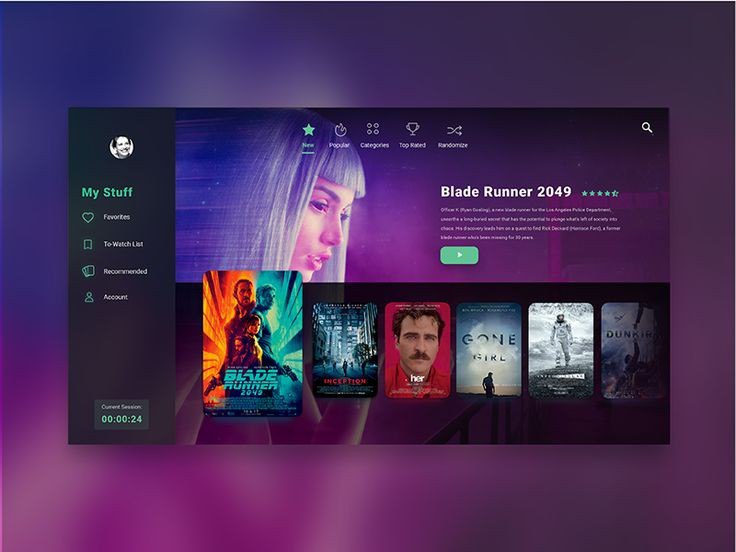 New
Popular
Categories
Top Rated
Randomize
My Stuff
Favorites
To-Watch List
Recommended
Account
Current Session:
00:00:24
Blade Runner 2049
Officer K (Ryan Gosling), a new blade runner for the Los Angeles Police Department,
unearths a long-buried secret that has the potential to plunge what's left of society into
chaos. His discovery leads him on a quest to find Rick Deckard (Harrison Ford), a former
blade runner who's been missing for 30 years.
BLADE
RUNNER
2049
INCEPTION
her
GONE
GIRL
INTERSTELLAR
DUNKIR